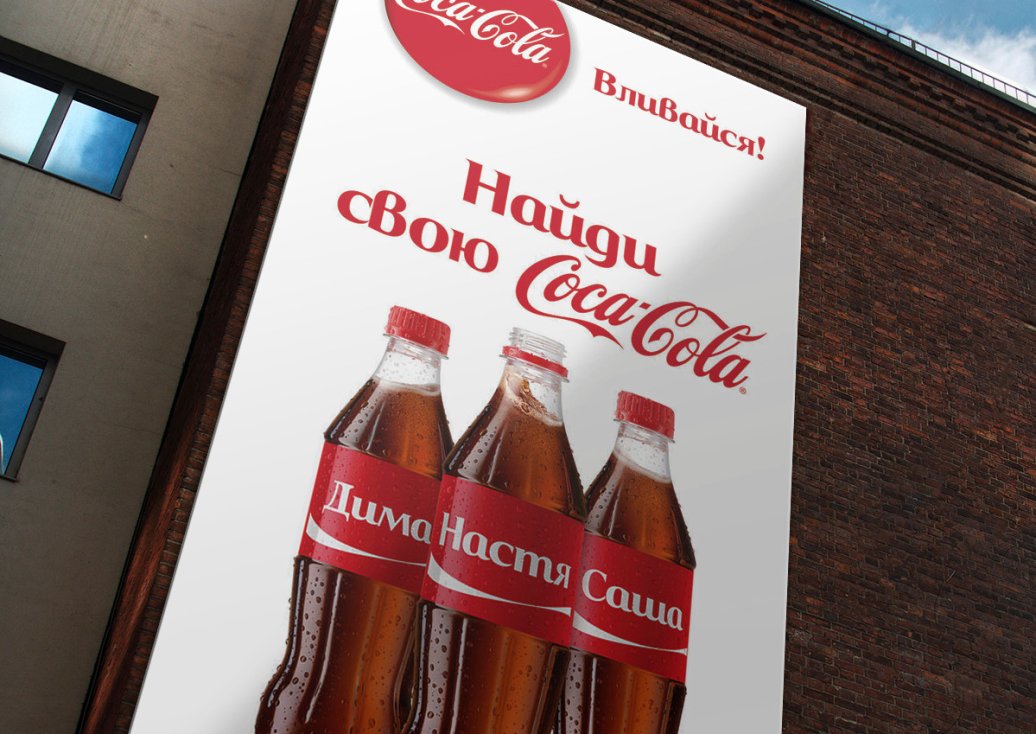 Coca-Cola
Вливайся!
Найди
свою Coca-Cola
Дима
Настя
Саша